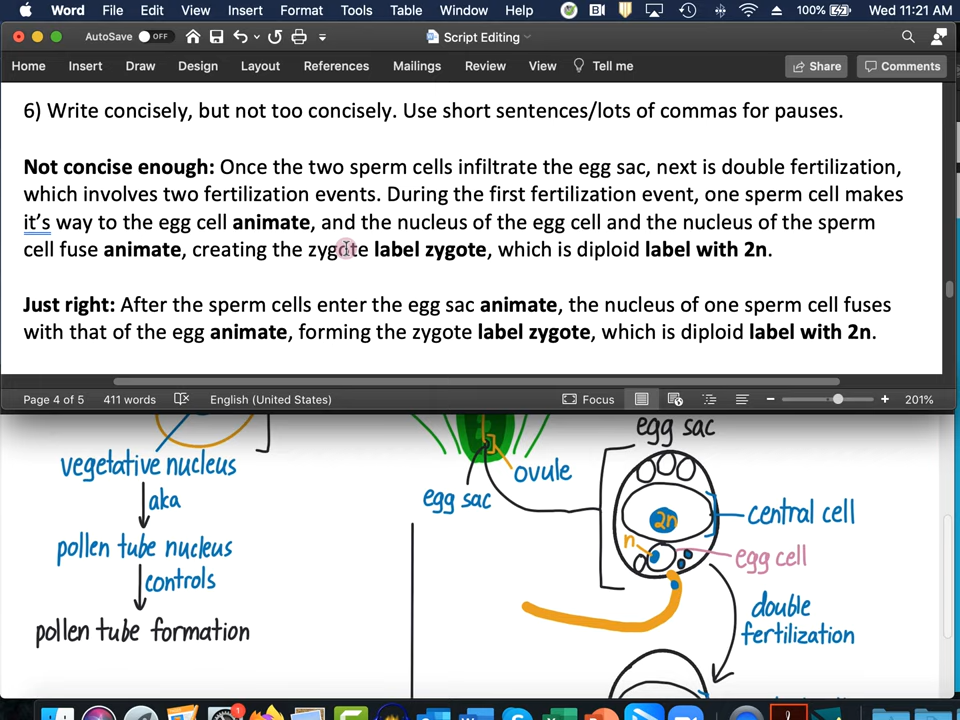 Word File Edit View Insert Format Tools Table Window Help 100% Wed 11:21 AM
AutoSave OFF Script Editing
Home Insert Draw Design Layout References Mailings Review View Tell me Share Comments
6) Write concisely, but not too concisely. Use short sentences/lots of commas for pauses.
Not concise enough: Once the two sperm cells infiltrate the egg sac, next is double fertilization,
which involves two fertilization events. During the first fertilization event, one sperm cell makes
it's way to the egg cell animate, and the nucleus of the egg cell and the nucleus of the sperm
cell fuse animate, creating the zygote label zygote, which is diploid label with 2n.
Just right: After the sperm cells enter the egg sac animate, the nucleus of one sperm cell fuses
with that of the egg animate, forming the zygote label zygote, which is diploid label with 2n.
Page 4 of 5 411 words English (United States) Focus 201%
vegetative nucleus
aka
pollen tube nucleus
controls
pollen tube formation
ovule
egg sac
egg sac
2n
central cell
n
egg cell
double
fertilization
1